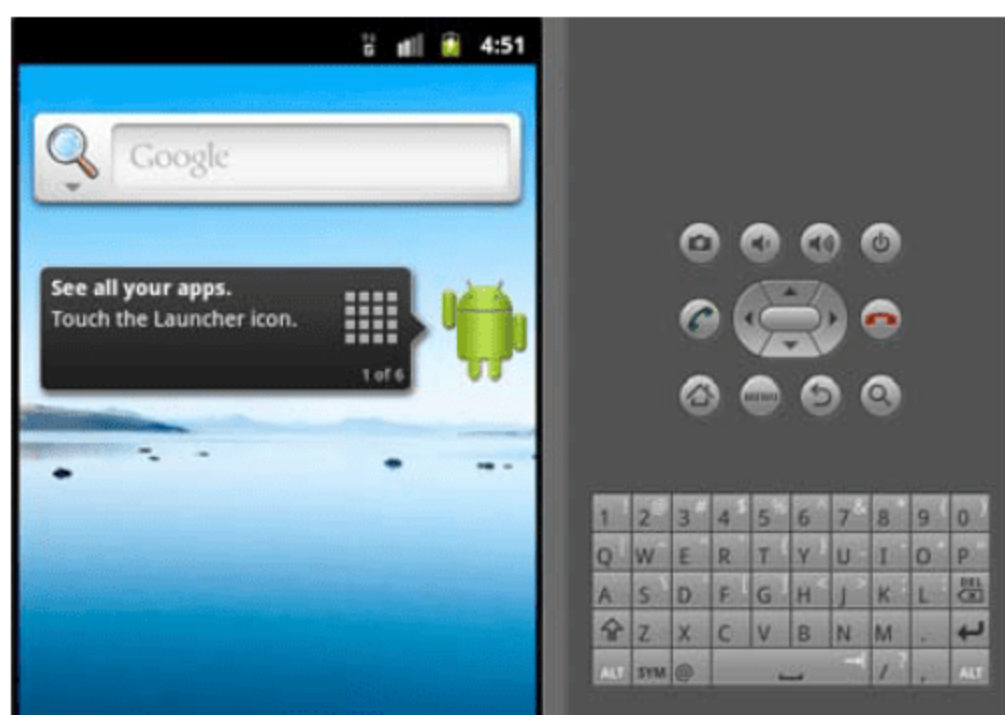 4:51
Google
See all your apps.
Touch the Launcher icon.
1 of 6
MENU
1 ! 2 @ 3 # 4 $ 5 % 6 ^ 7 & 8 * 9 ( 0 )
Q W E R T Y U I O P
A S D F G H J K L DEL
Z X C V B N M .
ALT SYM @ / ? , ALT